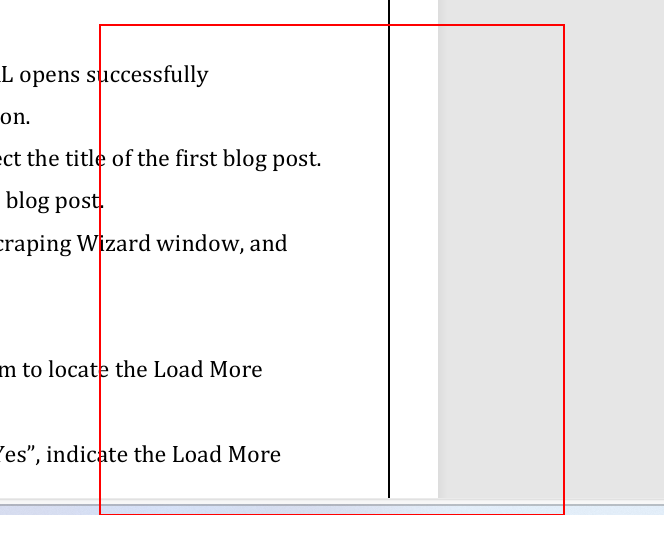 L opens successfully
on.
ect the title of the first blog post.
blog post.
craping Wizard window, and
m to locate the Load More
Yes”, indicate the Load More